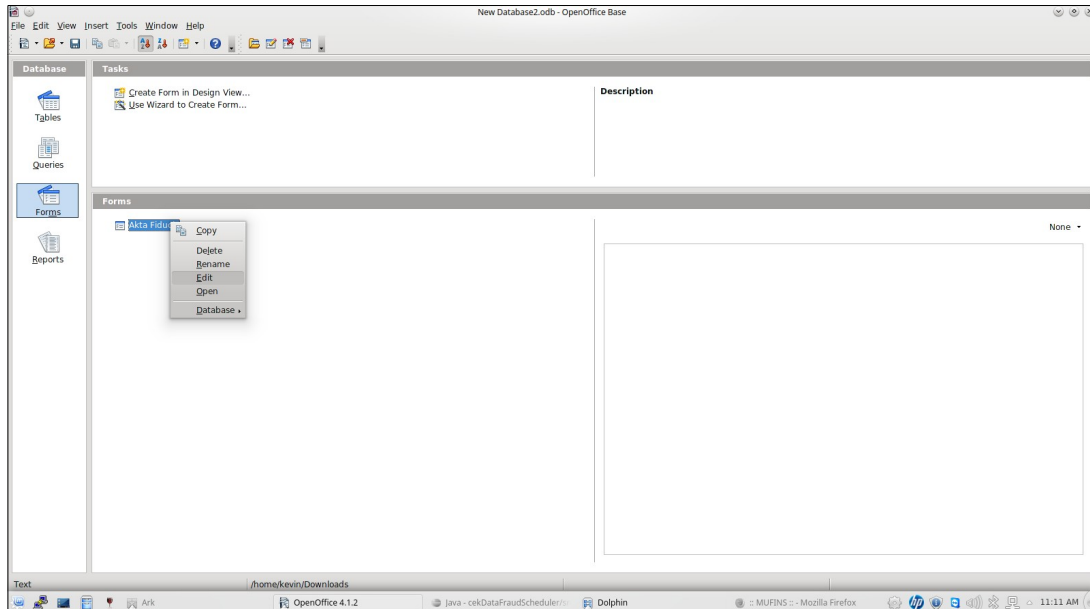 New Database2.odb - OpenOffice Base
File Edit View Insert Tools Window Help
Database
Tables
Queries
Forms
Reports
Tasks
Create Form in Design View...
Use Wizard to Create Form...
Description
Forms
Akta
Copy
Delete
Rename
Edit
Open
Database
None
Text
/home/kevin/Downloads
Ark
OpenOffice 4.1.2
Java - cekDataFraudScheduler/
Dolphin
:: MUFINS :: - Mozilla Firefox
11:11 AM